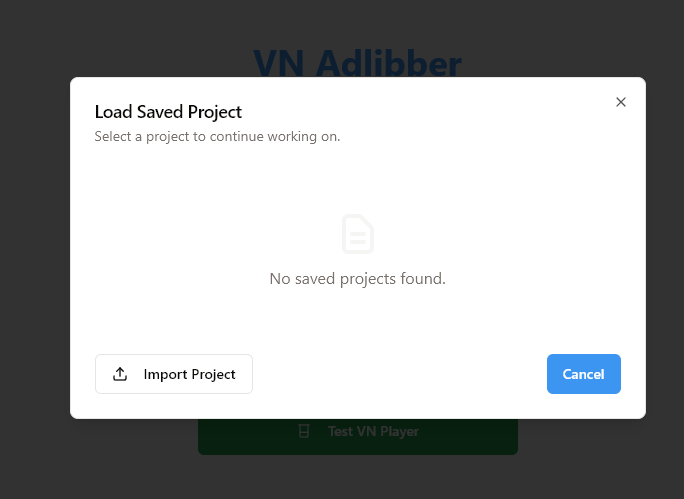 VN Adlibber
Load Saved Project
Select a project to continue working on.
No saved projects found.
Import Project
Cancel
Test VN Player